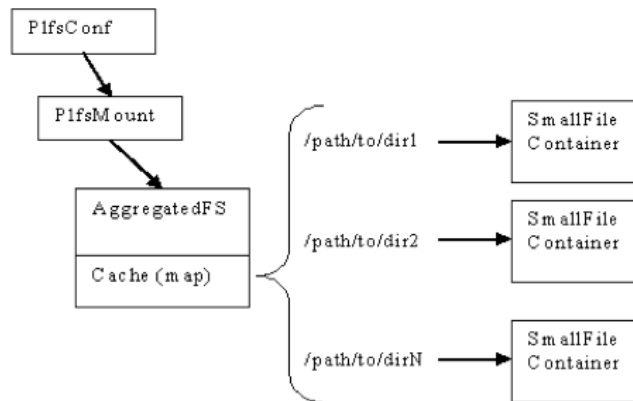 PlfsConf
PlfsMount
AggregatedFS
Cache (map)
/path/to/dir1
SmallFile
Container
/path/to/dir2
SmallFile
Container
/path/to/dirN
SmallFile
Container